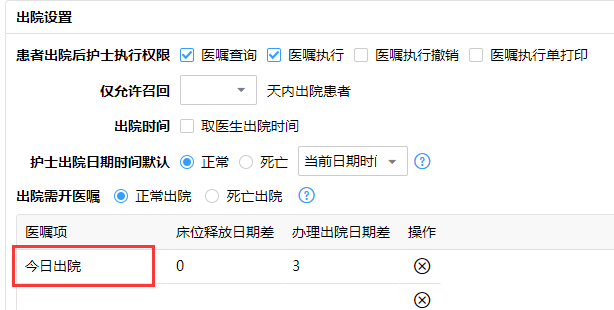 出院设置
患者出院后护士执行权限 医嘱查询 医嘱执行 医嘱执行撤销 医嘱执行单打印
仅允许召回 天内出院患者
出院时间 取医生出院时间
护士出院日期时间默认 正常 死亡 当前日期时间
出院需开医嘱 正常出院 死亡出院
医嘱项 床位释放日期差 办理出院日期差 操作
今日出院 0 3